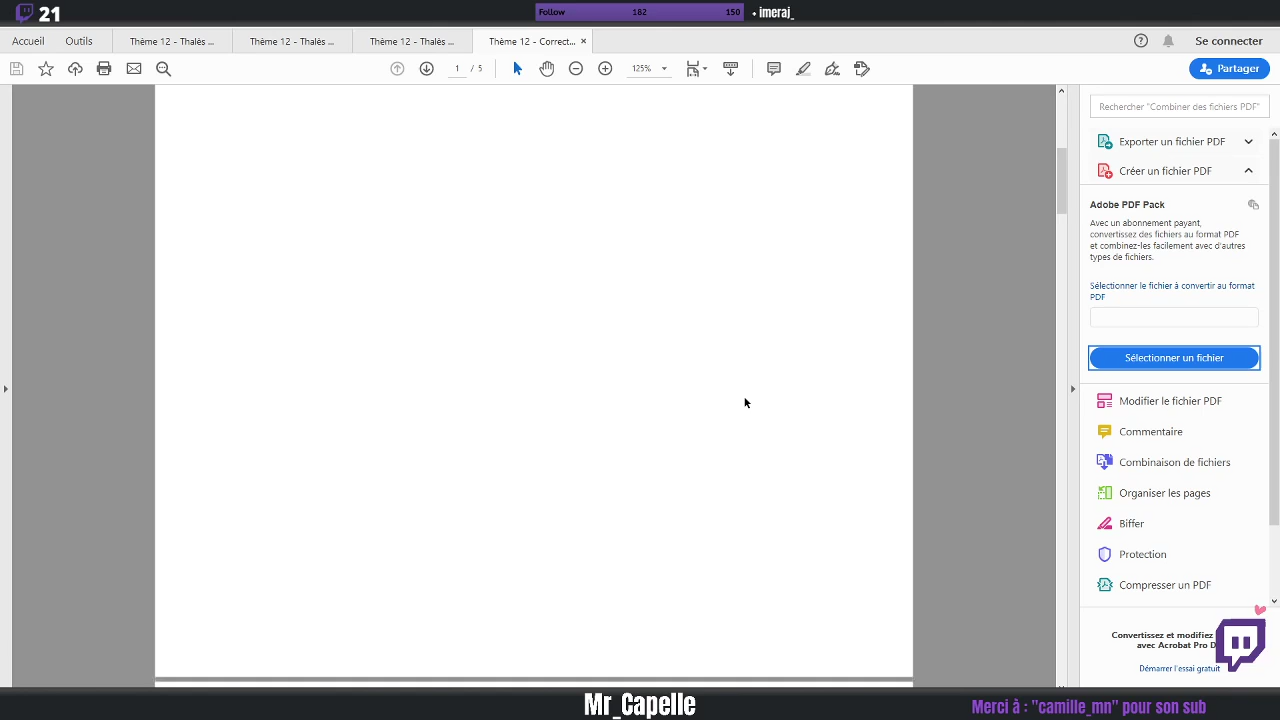 21
Follow 182 150 + imeraj_
Accueil Outils Thème 12 - Thalès ... Thème 12 - Thalès ... Thème 12 - Thalès ... Thème 12 - Correct... × Se connecter
1 / 5 125% Partager
Rechercher "Combiner des fichiers PDF"
Exporter un fichier PDF
Créer un fichier PDF
Adobe PDF Pack
Avec un abonnement payant,
convertissez des fichiers au format PDF
et combinez-les facilement avec d'autres
types de fichiers.
Sélectionner le fichier à convertir au format
PDF
Sélectionner un fichier
Modifier le fichier PDF
Commentaire
Combinaison de fichiers
Organiser les pages
Biffer
Protection
Compresser un PDF
Convertissez et modifiez
avec Acrobat Pro D
Démarrer l'essai gratuit
Mr_Capelle
Merci à : "camille_mn" pour son sub